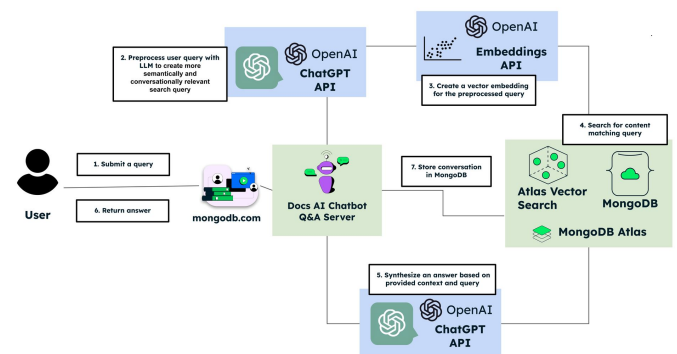 2. Preprocess user query with
LLM to create more
semantically and
conversationally relevant
search query
OpenAI
ChatGPT
API
OpenAI
Embeddings
API
3. Create a vector embedding
for the preprocessed query
4. Search for content
matching query
1. Submit a query
6. Return answer
User
mongodb.com
Docs AI Chatbot
Q&A Server
7. Store conversation
in MongoDB
Atlas Vector
Search
MongoDB
MongoDB Atlas
5. Synthesize an answer based on
provided context and query
OpenAI
ChatGPT
API